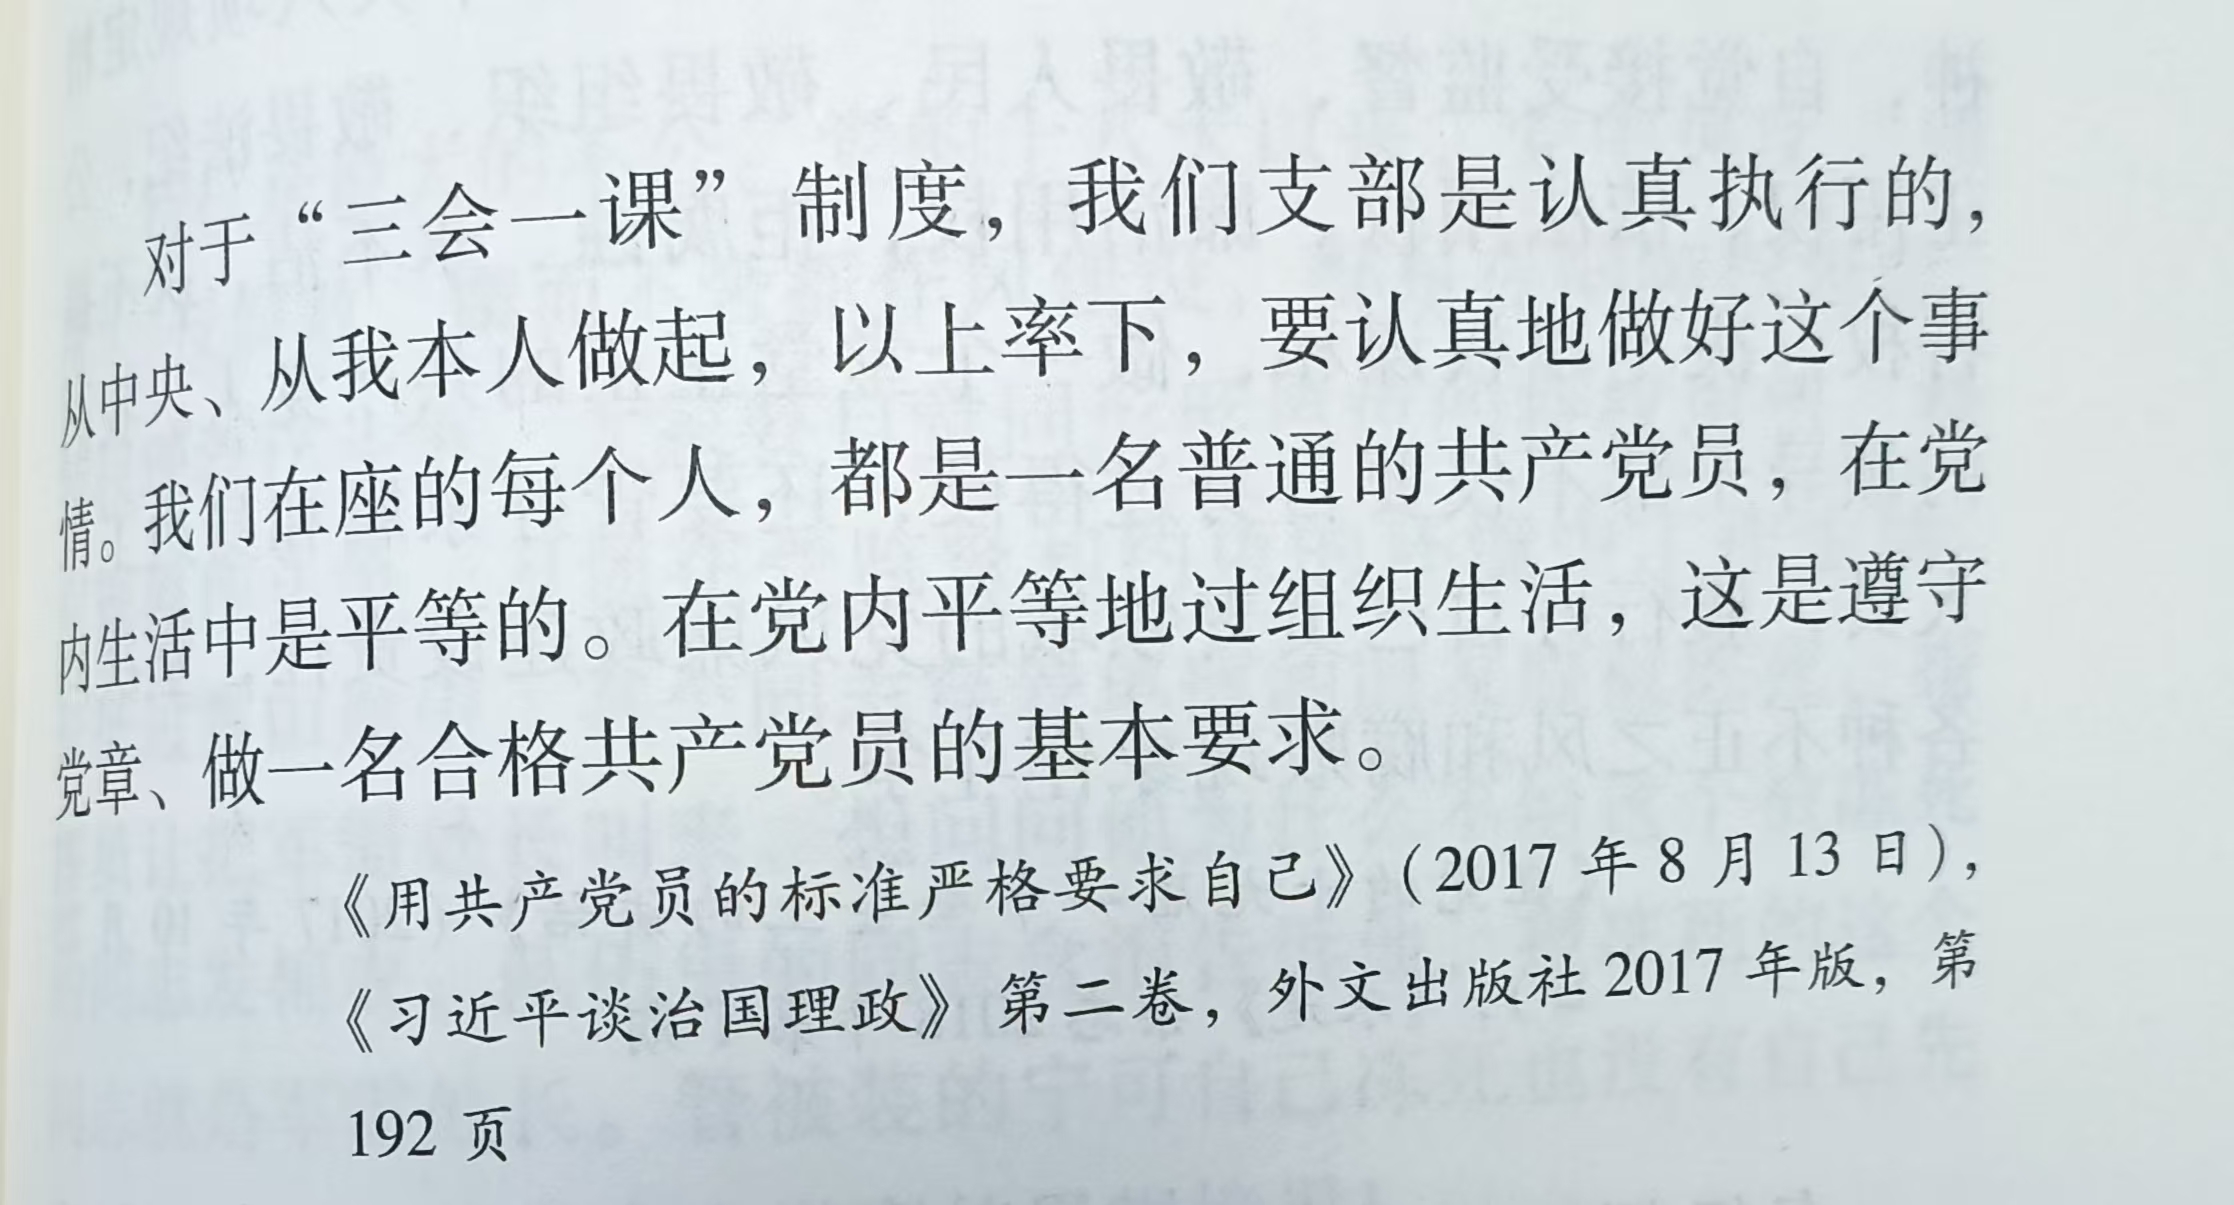 对于“三会一课”制度，我们支部是认真执行的，
从中央、从我本人做起，以上率下，要认真地做好这个事
情。我们在座的每个人，都是一名普通的共产党员，在党
内生活中是平等的。在党内平等地过组织生活，这是遵守
党章、做一名合格共产党员的基本要求。
《用共产党员的标准严格要求自己》（2017 年 8 月 13 日），
《习近平谈治国理政》第二卷，外文出版社 2017 年版，第
192 页